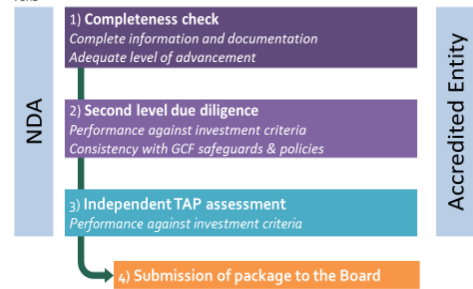 1) Completeness check
Complete information and documentation
Adequate level of advancement
NDA
2) Second level due diligence
Performance against investment criteria
Consistency with GCF safeguards & policies
Accredited Entity
3) Independent TAP assessment
Performance against investment criteria
4) Submission of package to the Board